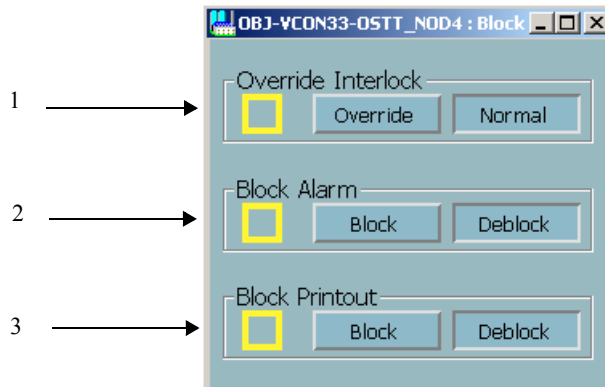 OBJ-VCON33-OSTT_NOD4 : Block
1
Override Interlock
Override Normal
2
Block Alarm
Block Deblock
3
Block Printout
Block Deblock